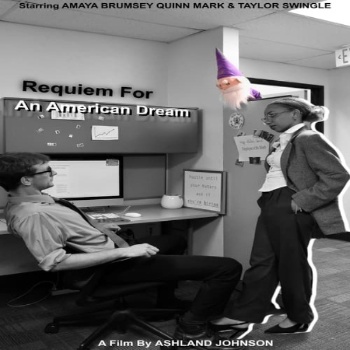 Starring AMAYA BRUMSEY QUINN MARK & TAYLOR SWINGLE
Requiem For
An American Dream
A Film By ASHLAND JOHNSON